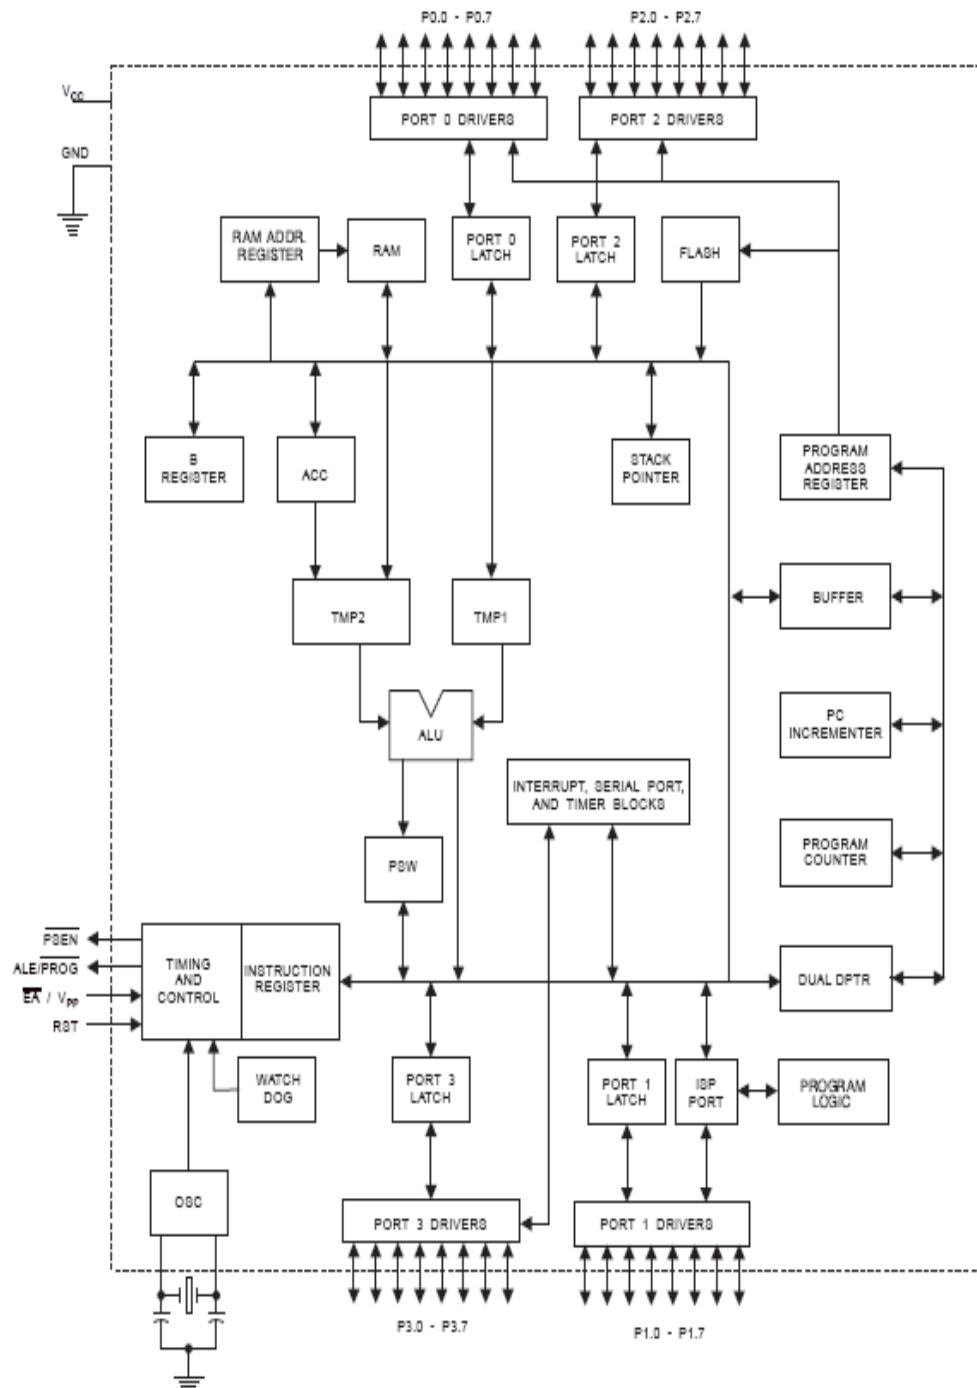 P0.0 - P0.7
P2.0 - P2.7
VCC
PORT 0 DRIVERS
PORT 2 DRIVERS
GND
RAM ADDR.
REGISTER
RAM
PORT 0
LATCH
PORT 2
LATCH
FLASH
B
REGISTER
ACC
STACK
POINTER
PROGRAM
ADDRESS
REGISTER
TMP2
TMP1
BUFFER
ALU
PC
INCREMENTER
INTERRUPT, SERIAL PORT,
AND TIMER BLOCKS
PSW
PROGRAM
COUNTER
PSEN
ALE/PROG
EA / VPP
RST
TIMING
AND
CONTROL
INSTRUCTION
REGISTER
DUAL DPTR
WATCH
DOG
PORT 3
LATCH
PORT 1
LATCH
ISP
PORT
PROGRAM
LOGIC
OSC
PORT 3 DRIVERS
PORT 1 DRIVERS
P3.0 - P3.7
P1.0 - P1.7